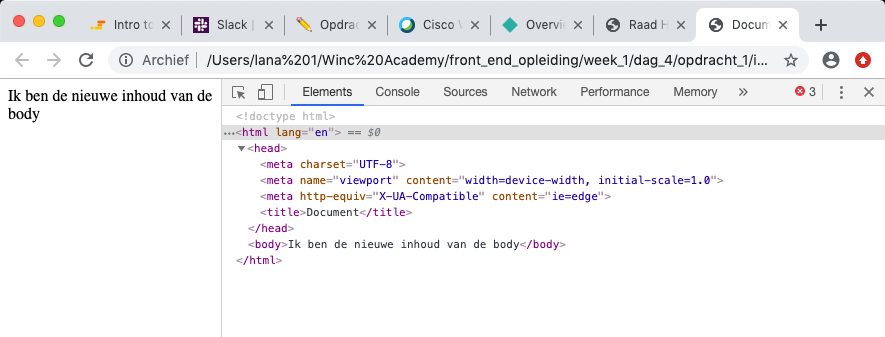 Intro to
Slack |
Opdrac
Cisco W
Overvie
Raad H
Docum
Archief | /Users/lana%201/Winc%20Academy/front_end_opleiding/week_1/dag_4/opdracht_1/i...
Ik ben de nieuwe inhoud van de
body
Elements Console Sources Network Performance Memory » 3
<!doctype html>
...<html lang="en"> == $0
<head>
<meta charset="UTF-8">
<meta name="viewport" content="width=device-width, initial-scale=1.0">
<meta http-equiv="X-UA-Compatible" content="ie=edge">
<title>Document</title>
</head>
<body>Ik ben de nieuwe inhoud van de body</body>
</html>